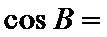 cos B =